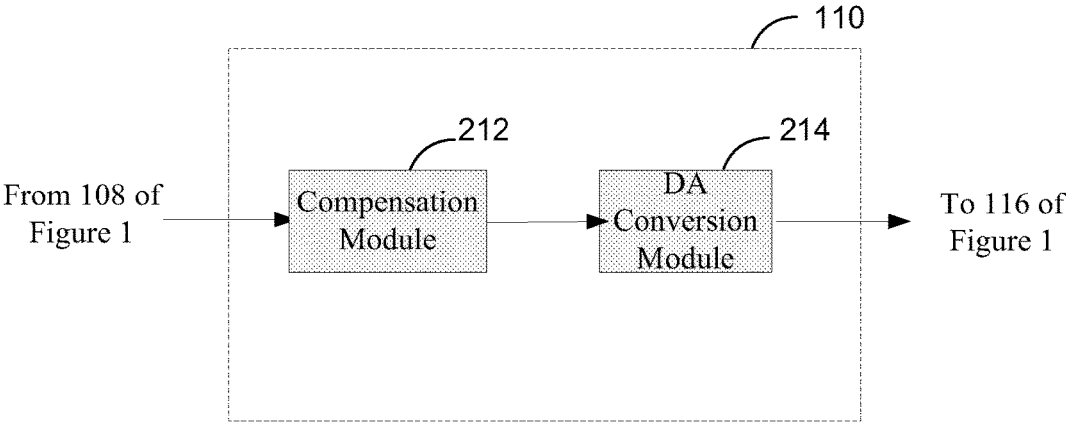 110
212
214
From 108 of
Figure 1
Compensation
Module
DA
Conversion
Module
To 116 of
Figure 1